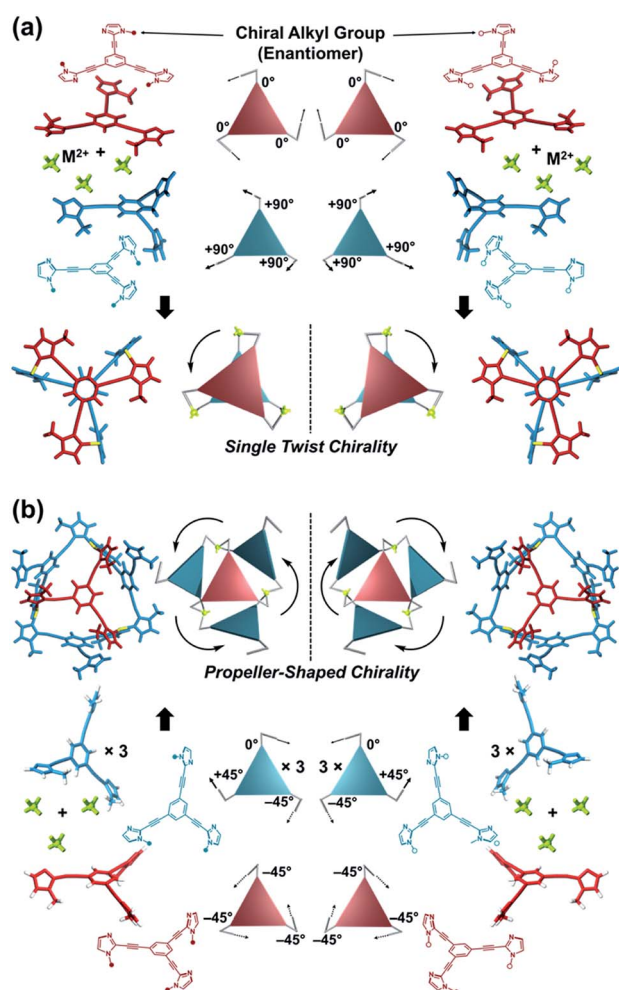 (a)
Chiral Alkyl Group
(Enantiomer)
N N
N N N N
N N
N N N N
0° 0°
0° 0° 0° 0°
M²⁺ + + M²⁺
+90° +90°
+90° +90°
+90° +90°
N N
N N
N N
N N
N N
N N
Single Twist Chirality
(b)
Propeller-Shaped Chirality
× 3
N N
0° × 3
3 × 0°
N N
3 ×
+45° +45°
−45° −45°
+ +
N N N N
N N N N
−45° −45°
−45° −45° −45° −45°
N N
N N
N N
N N
N N
N N